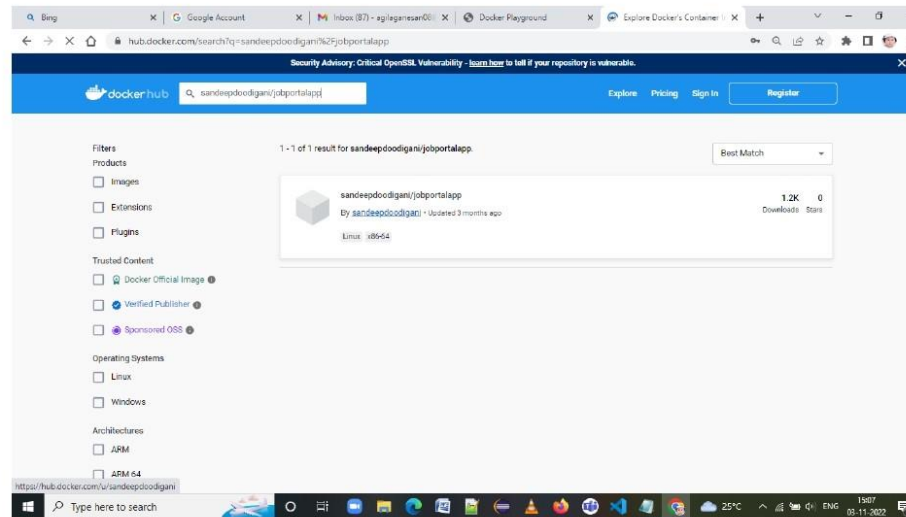 Bing
Google Account
Inbox (87) - agilaganesan08
Docker Playground
Explore Docker's Container I
hub.docker.com/search?q=sandeepdoodigani%2Fjobportalapp
Security Advisory: Critical OpenSSL Vulnerability - learn how to tell if your repository is vulnerable.
dockerhub
sandeepdoodigani/jobportalapp
Explore Pricing Sign In Register
Filters
1 - 1 of 1 result for sandeepdoodigani/jobportalapp.
Best Match
Products
Images
Extensions
Plugins
sandeepdoodigani/jobportalapp
By sandeepdoodigani • Updated 3 months ago
Linux x86-64
1.2K 0
Downloads Stars
Trusted Content
Docker Official Image
Verified Publisher
Sponsored OSS
Operating Systems
Linux
Windows
Architectures
ARM
ARM 64
https://hub.docker.com/u/sandeepdoodigani
Type here to search
25°C
ENG
15:07
03-11-2022